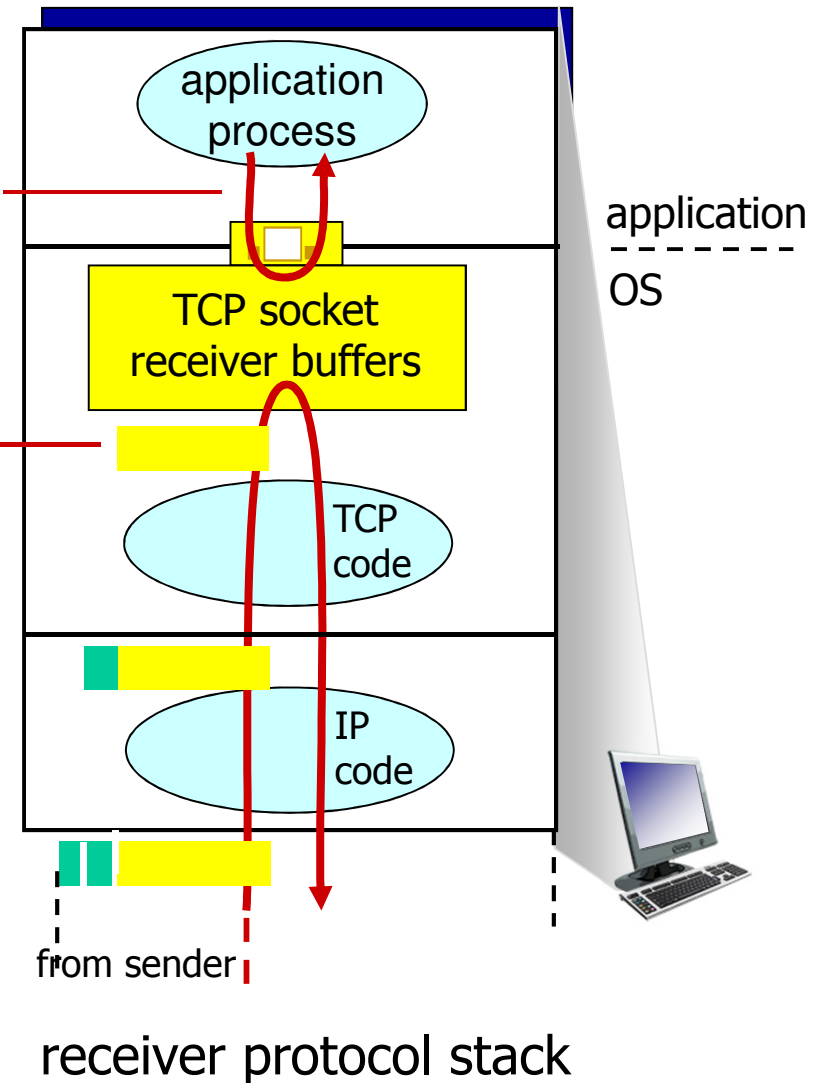 application
process
application
OS
TCP socket
receiver buffers
TCP
code
IP
code
from sender
receiver protocol stack